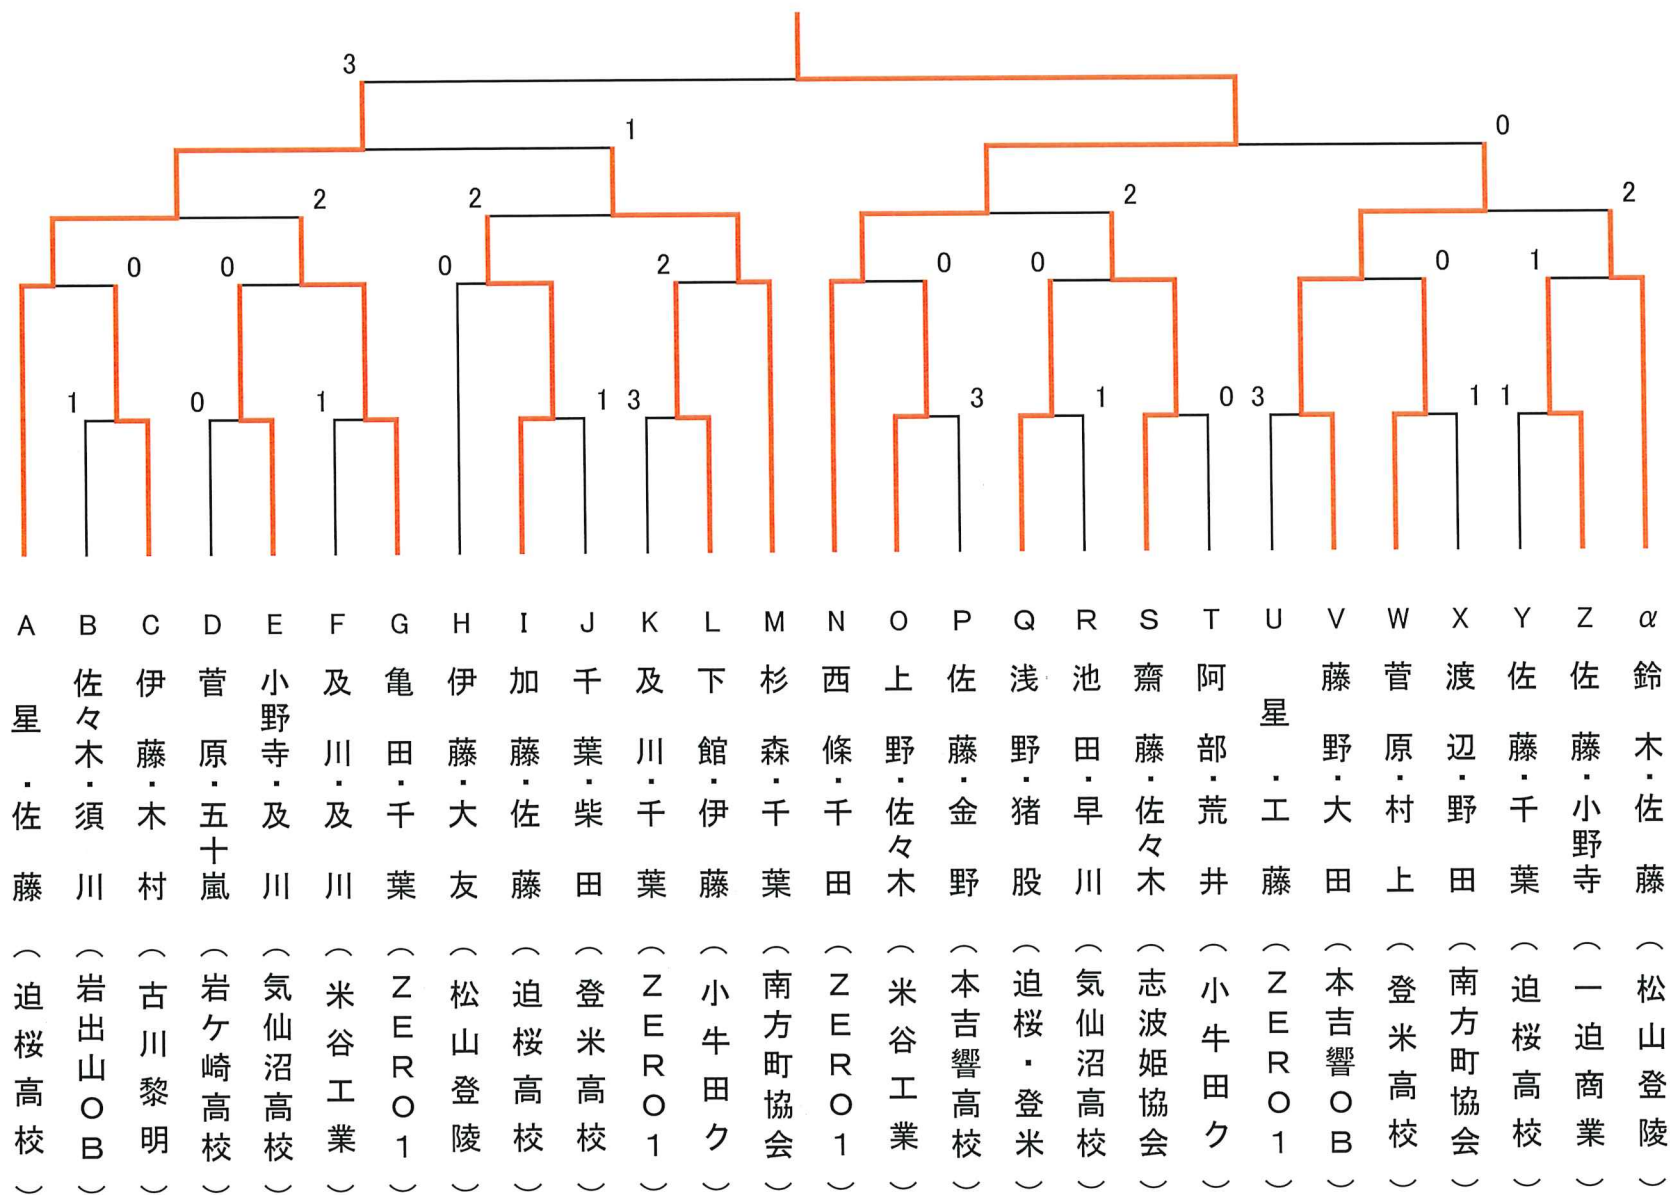 3
1
0
2
2
2
2
0
0
0
2
0
0
0
1
1
0
1
1
3
3
1
0
3
1
1
A
B
C
D
E
F
G
H
I
J
K
L
M
N
O
P
Q
R
S
T
U
V
W
X
Y
Z
α
星・佐藤(迫桜高校)
佐々木・須川(岩出山OB)
伊藤・木村(古川黎明)
菅原・五十嵐(岩ケ崎高校)
小野寺・及川(気仙沼高校)
及川・及川(米谷工業)
亀田・千葉(ZERO1)
伊藤・大友(松山登陵)
加藤・佐藤(迫桜高校)
千葉・柴田(登米高校)
及川・千葉(ZERO1)
下館・伊藤(小牛田ク)
杉森・千葉(南方町協会)
西條・千田(ZERO1)
上野・佐々木(米谷工業)
佐藤・金野(本吉響高校)
浅野・猪股(迫桜・登米)
池田・早川(気仙沼高校)
齋藤・佐々木(志波姫協会)
阿部・荒井(小牛田ク)
星・工藤(ZERO1)
藤野・大田(本吉響OB)
菅原・村上(登米高校)
渡辺・野田(南方町協会)
佐藤・千葉(迫桜高校)
佐藤・小野寺(一迫商業)
鈴木・佐藤(松山登陵)